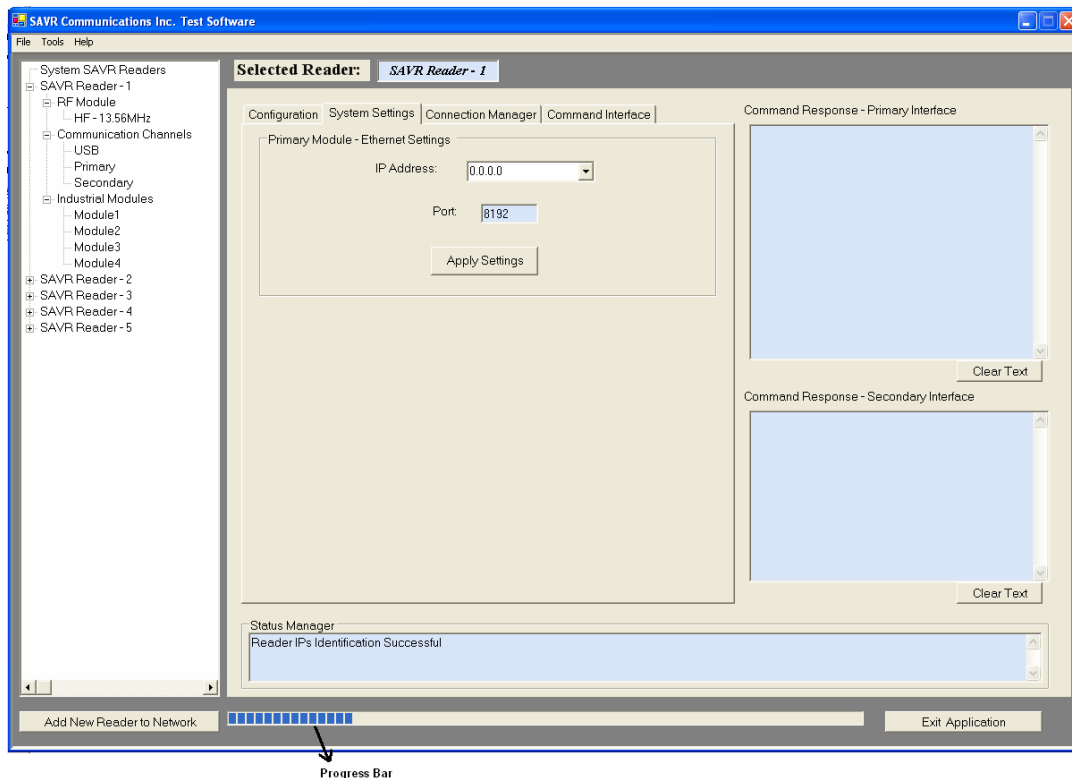 SAVR Communications Inc. Test Software
File Tools Help
System SAVR Readers
SAVR Reader - 1
RF Module
HF - 13.56MHz
Communication Channels
USB
Primary
Secondary
Industrial Modules
Module1
Module2
Module3
Module4
SAVR Reader - 2
SAVR Reader - 3
SAVR Reader - 4
SAVR Reader - 5
Selected Reader: SAVR Reader - 1
Configuration System Settings Connection Manager Command Interface
Primary Module - Ethernet Settings
IP Address: 0.0.0.0
Port: 8192
Apply Settings
Command Response - Primary Interface
Clear Text
Command Response - Secondary Interface
Clear Text
Status Manager
Reader IPs Identification Successful
Add New Reader to Network
Exit Application
Progress Bar